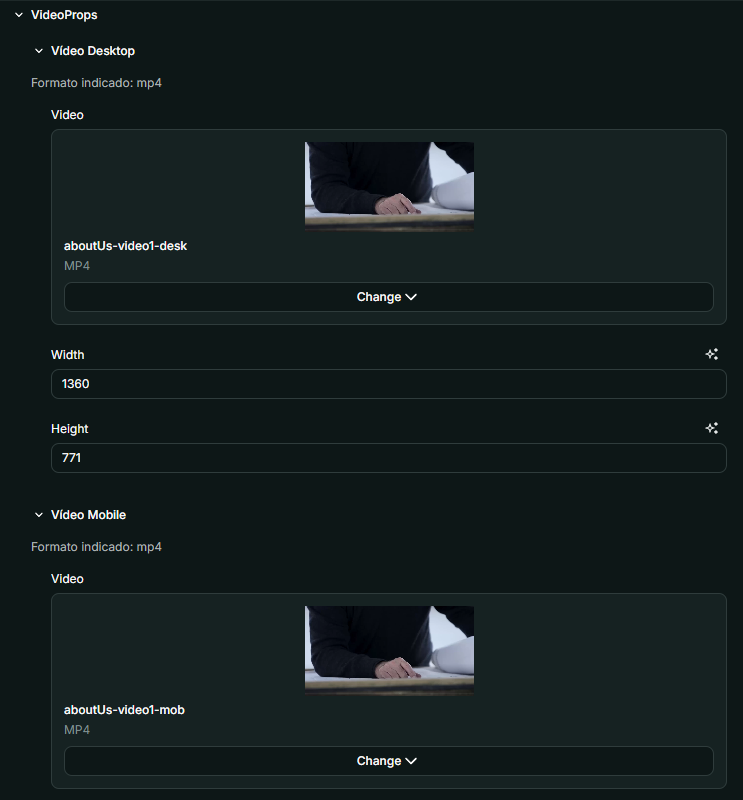 VideoProps
Vídeo Desktop
Formato indicado: mp4
Video
aboutUs-video1-desk
MP4
Change
Width
1360
Height
771
Vídeo Mobile
Formato indicado: mp4
Video
aboutUs-video1-mob
MP4
Change